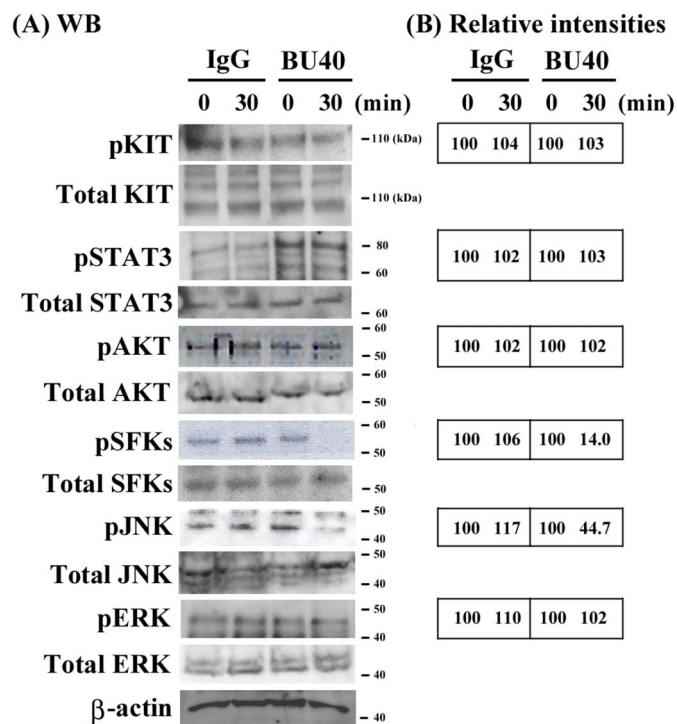 (A) WB (B) Relative intensities
IgG BU40 IgG BU40
0 30 0 30 (min) 0 30 0 30 (min)
pKIT – 110 (kDa) 100 104 100 103
Total KIT – 110 (kDa)
pSTAT3 – 80 – 60 100 102 100 103
Total STAT3 – 60
pAKT – 60 – 50 100 102 100 102
Total AKT – 60 – 50
pSFKs – 60 – 50 100 106 100 14.0
Total SFKs – 50
pJNK – 50 – 40 100 117 100 44.7
Total JNK – 50 – 40
pERK – 50 – 40 100 110 100 102
Total ERK – 40
β-actin – 40